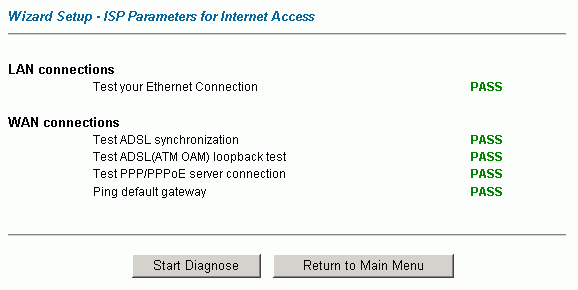 Wizard Setup - ISP Parameters for Internet Access
LAN connections
Test your Ethernet Connection PASS
WAN connections
Test ADSL synchronization PASS
Test ADSL(ATM OAM) loopback test PASS
Test PPP/PPPoE server connection PASS
Ping default gateway PASS
Start Diagnose Return to Main Menu